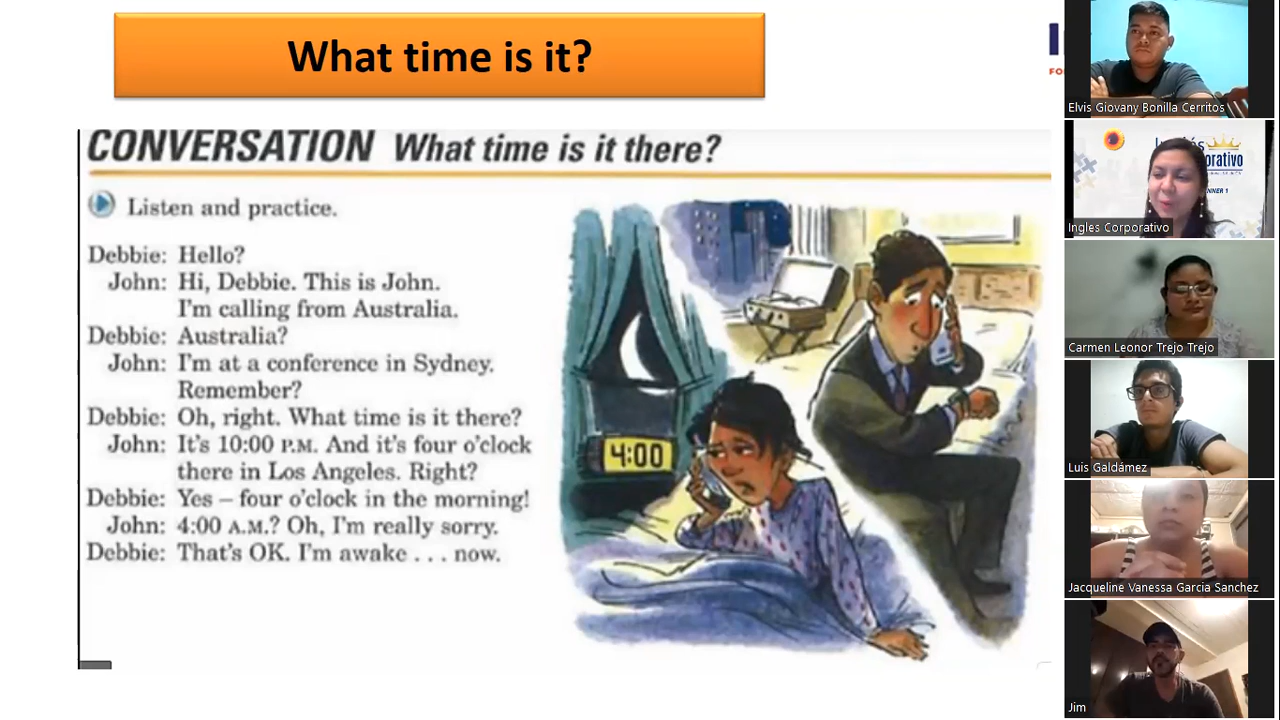 What time is it?
CONVERSATION What time is it there?
Listen and practice.
Debbie: Hello?
John: Hi, Debbie. This is John.
I'm calling from Australia.
Debbie: Australia?
John: I'm at a conference in Sydney.
Remember?
Debbie: Oh, right. What time is it there?
John: It's 10:00 P.M. And it's four o'clock
there in Los Angeles. Right?
Debbie: Yes – four o'clock in the morning!
John: 4:00 A.M.? Oh, I'm really sorry.
Debbie: That's OK. I'm awake . . . now.
4:00
Elvis Giovany Bonilla Cerritos
Ingles Corporativo
Carmen Leonor Trejo Trejo
Luis Galdámez
Jacqueline Vanessa Garcia Sanchez
Jim